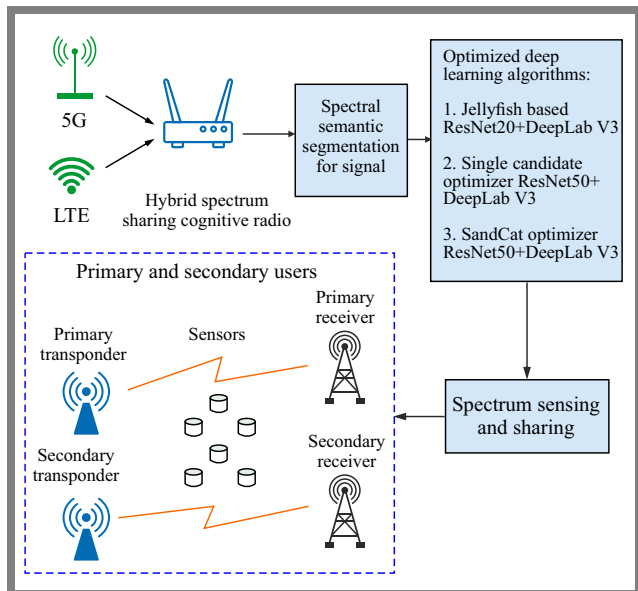 5G
LTE
Hybrid spectrum
sharing cognitive radio
Spectral
semantic
segmentation
for signal
Optimized deep
learning algorithms:
1. Jellyfish based
ResNet20+DeepLab V3
2. Single candidate
optimizer ResNet50+
DeepLab V3
3. SandCat optimizer
ResNet50+DeepLab V3
Spectrum sensing
and sharing
Primary and secondary users
Primary
transponder
Sensors
Primary
receiver
Secondary
transponder
Secondary
receiver